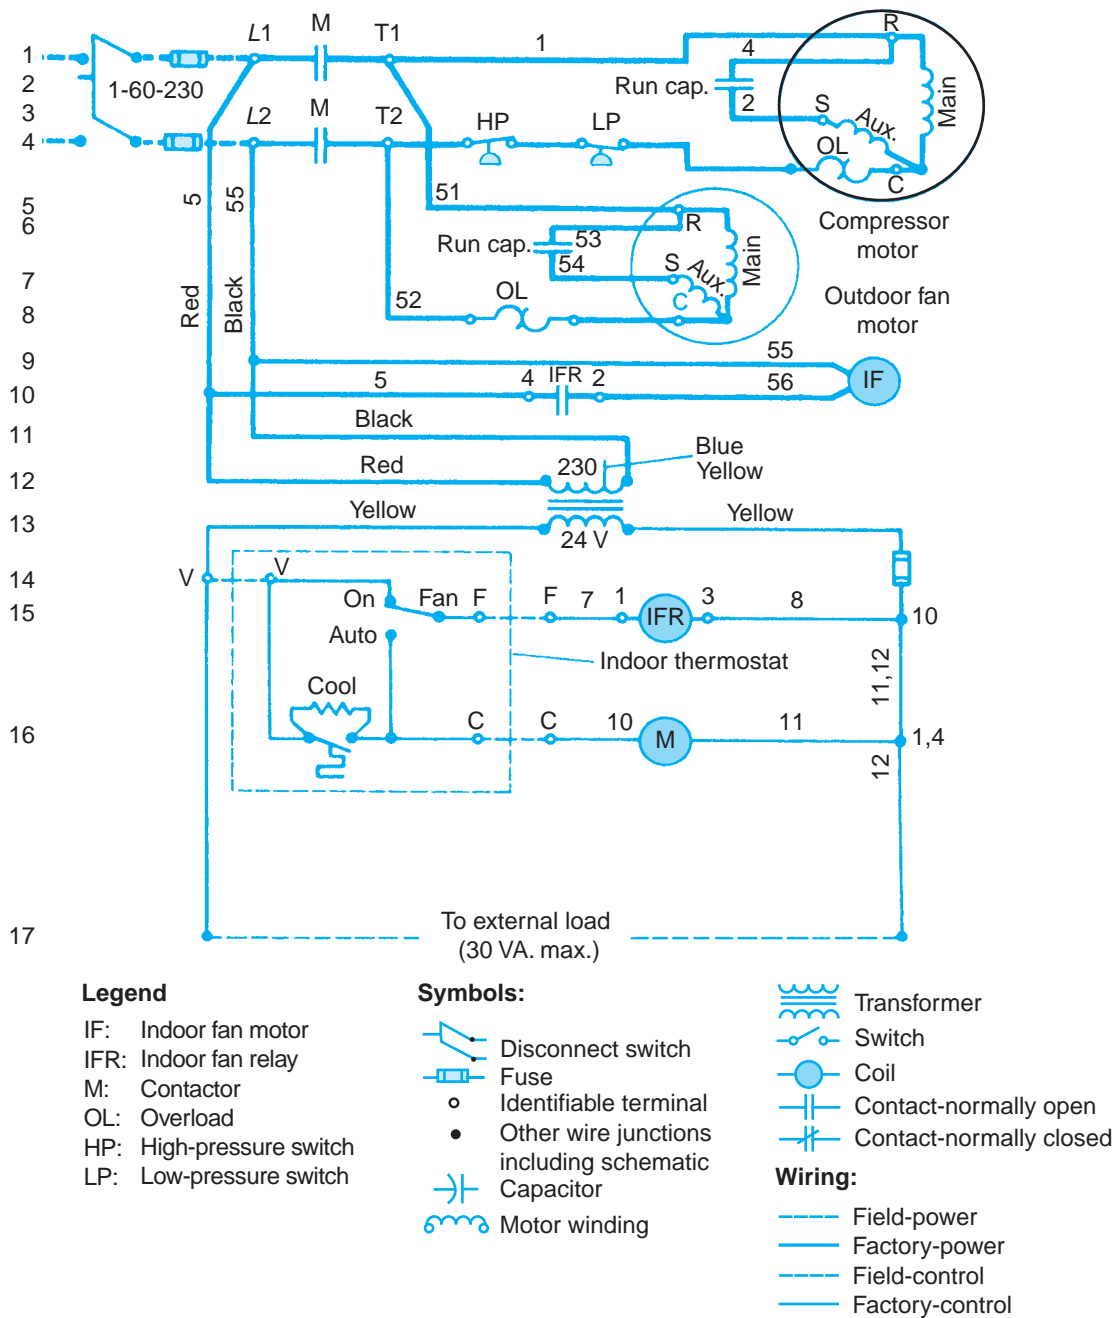 M
L1
T1
1
R
4
1
Run cap.
Main
2
1-60-230
2
S
Aux.
3
M
L2
T2
HP
LP
OL
4
C
5
55
51
5
R
Compressor
motor
6
Run cap.
53
54
S
Aux.
Main
7
C
52
OL
Outdoor fan
motor
8
Red
Black
55
9
IF
5
4
IFR
2
56
10
Black
11
Blue
Red
230
Yellow
12
Yellow
Yellow
13
24 V
V
V
14
On
Fan
F
F
7
1
IFR
3
8
10
15
Auto
Indoor thermostat
11,12
Cool
C
C
10
M
11
1,4
16
12
To external load
17
(30 VA. max.)
Legend
IF: Indoor fan motor
IFR: Indoor fan relay
M: Contactor
OL: Overload
HP: High-pressure switch
LP: Low-pressure switch
Symbols:
Disconnect switch
Fuse
Identifiable terminal
Other wire junctions
including schematic
Capacitor
Motor winding
Transformer
Switch
Coil
Contact-normally open
Contact-normally closed
Wiring:
Field-power
Factory-power
Field-control
Factory-control